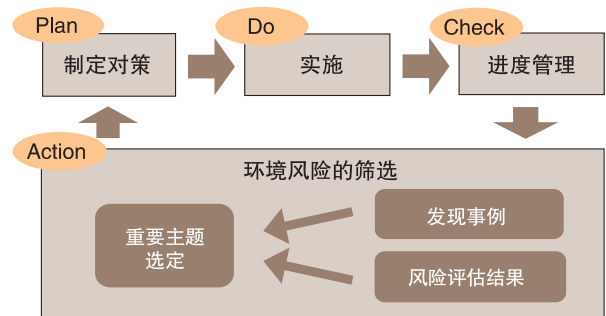 Plan
制定对策
Do
实施
Check
进度管理
Action
环境风险的筛选
重要主题
选定
发现事例
风险评估结果